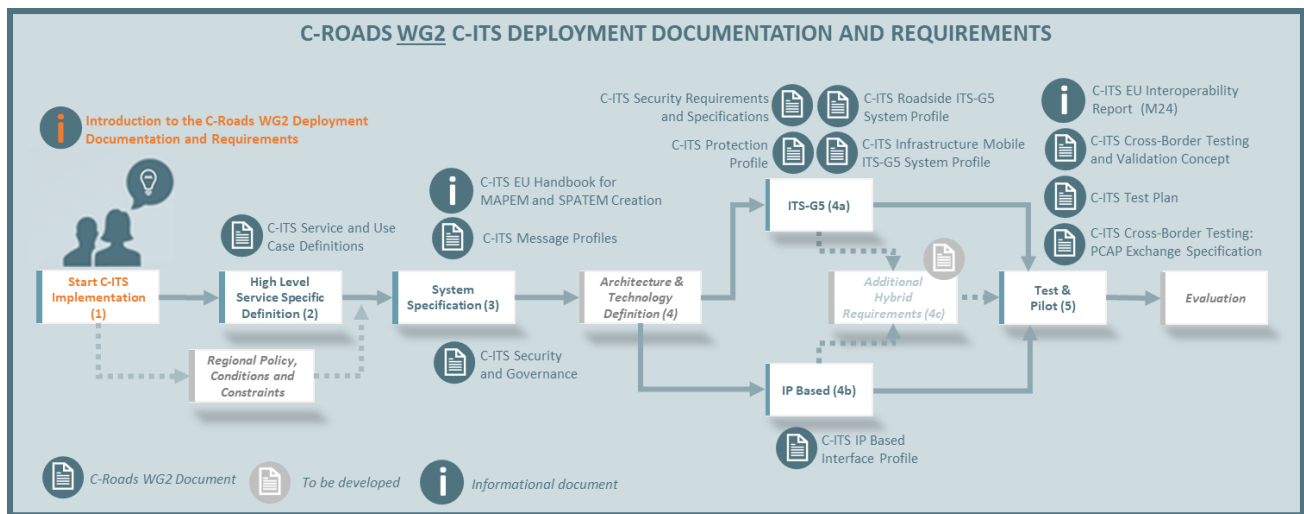 C-ROADS WG2 C-ITS DEPLOYMENT DOCUMENTATION AND REQUIREMENTS
Introduction to the C-Roads WG2 Deployment
Documentation and Requirements
C-ITS Service and Use
Case Definitions
C-ITS EU Handbook for
MAPEM and SPATEM Creation
C-ITS Message Profiles
C-ITS Security Requirements
and Specifications
C-ITS Roadside ITS-G5
System Profile
C-ITS Protection
Profile
C-ITS Infrastructure Mobile
ITS-G5 System Profile
C-ITS EU Interoperability
Report (M24)
C-ITS Cross-Border Testing
and Validation Concept
C-ITS Test Plan
C-ITS Cross-Border Testing:
PCAP Exchange Specification
Start C-ITS
Implementation
(1)
High Level
Service Specific
Definition (2)
System
Specification (3)
Architecture &
Technology
Definition (4)
ITS-G5 (4a)
Additional
Hybrid
Requirements (4c)
Test &
Pilot (5)
Evaluation
Regional Policy,
Conditions and
Constraints
C-ITS Security
and Governance
IP Based (4b)
C-ITS IP Based
Interface Profile
C-Roads WG2 Document
To be developed
Informational document